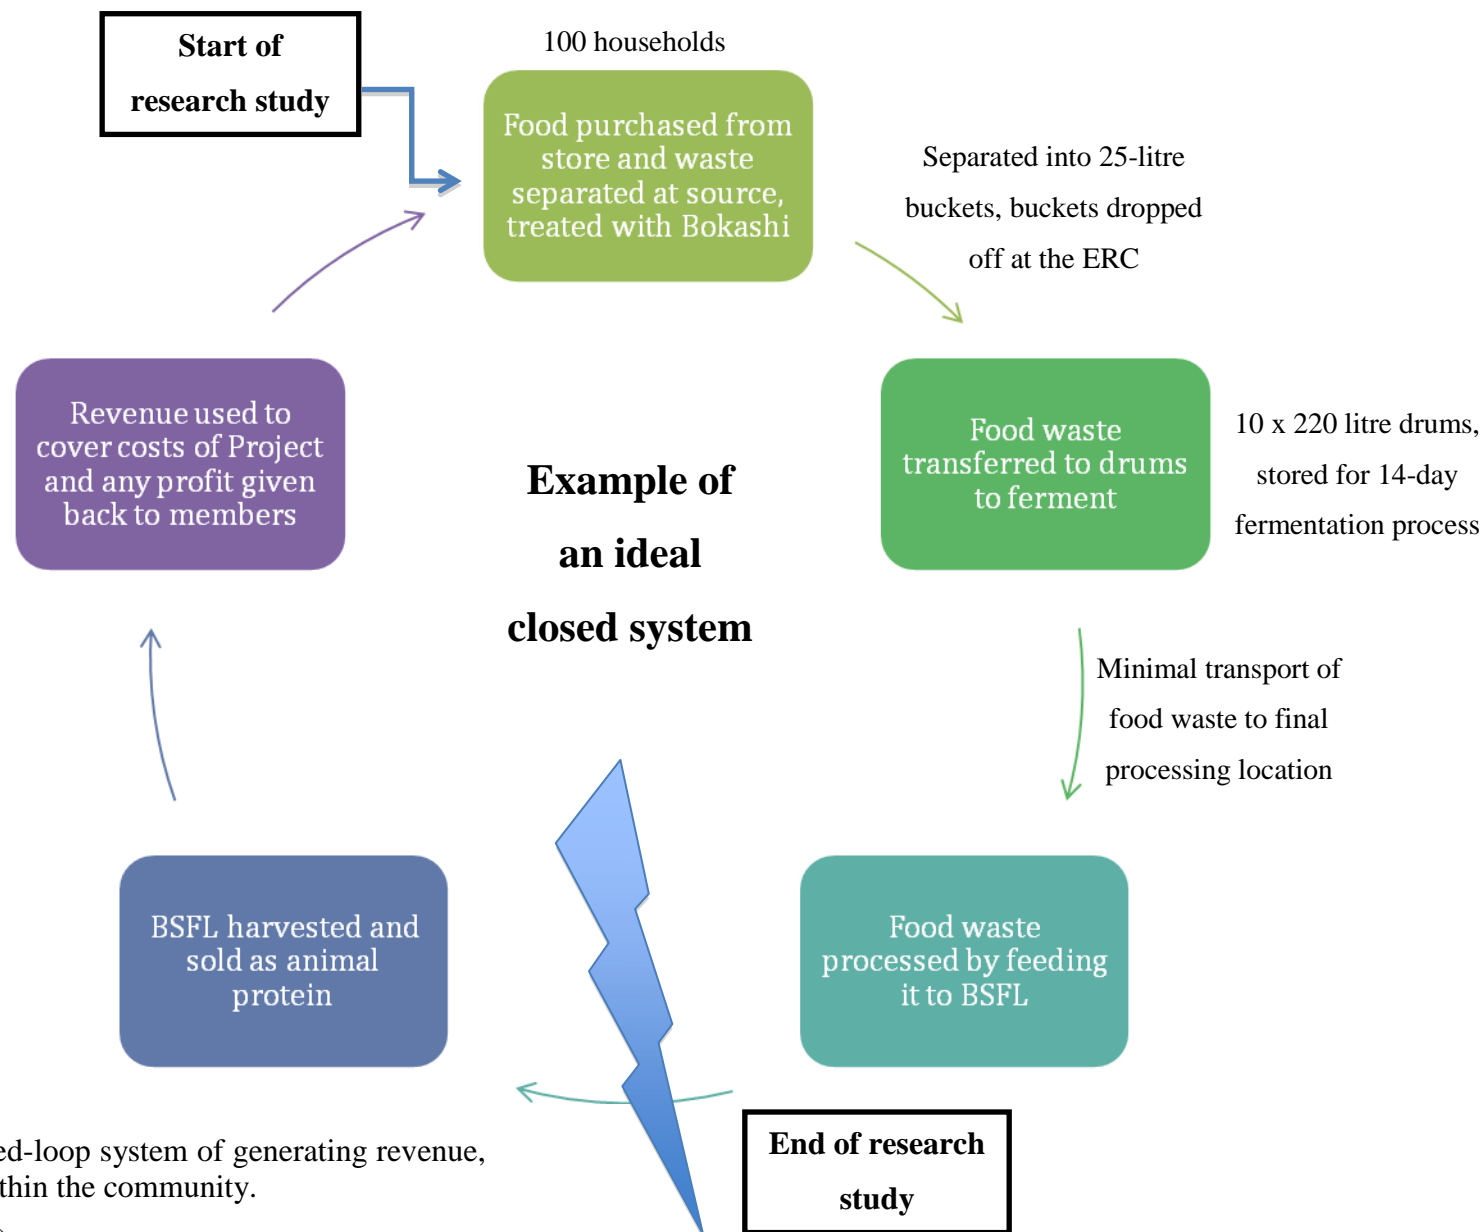 Start of
research study
100 households
Food purchased from
store and waste
separated at source,
treated with Bokashi
Separated into 25-litre
buckets, buckets dropped
off at the ERC
Food waste
transferred to drums
to ferment
10 x 220 litre drums,
stored for 14-day
fermentation process
Minimal transport of
food waste to final
processing location
Food waste
processed by feeding
it to BSFL
End of research
study
BSFL harvested and
sold as animal
protein
Revenue used to
cover costs of Project
and any profit given
back to members
Example of
an ideal
closed system
ed-loop system of generating revenue,
thin the community.